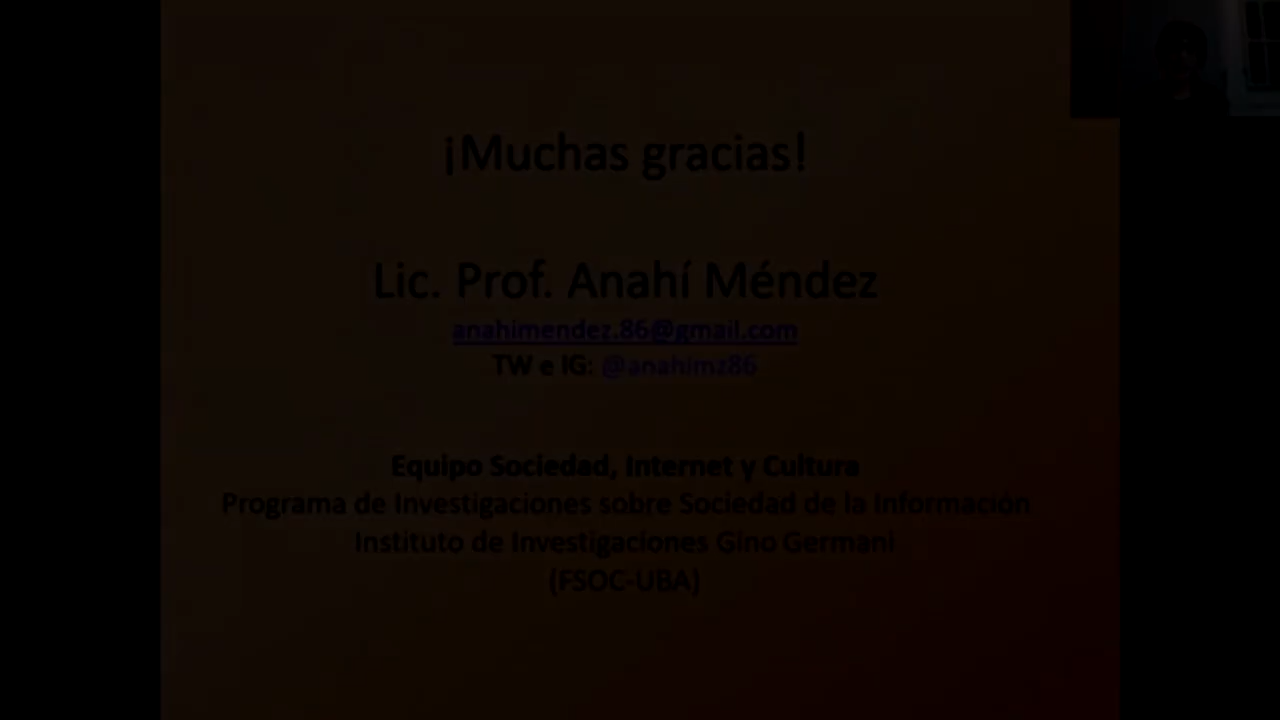 ¡Muchas gracias!
Lic. Prof. Anahí Méndez
anahimendez.86@gmail.com
TW e IG: @anahimz86
Equipo Sociedad, Internet y Cultura
Programa de Investigaciones sobre Sociedad de la Información
Instituto de Investigaciones Gino Germani
(FSOC-UBA)